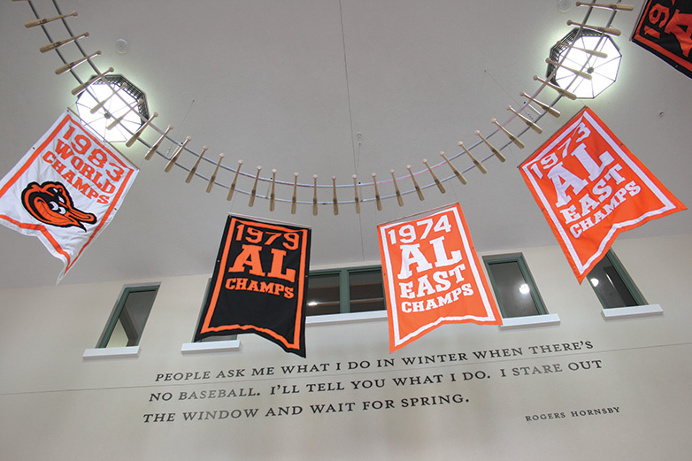 1983
WORLD
CHAMPS
1979
AL
CHAMPS
1974
AL
EAST
CHAMPS
1973
AL
EAST
CHAMPS
PEOPLE ASK ME WHAT I DO IN WINTER WHEN THERE'S
NO BASEBALL. I'LL TELL YOU WHAT I DO. I STARE OUT
THE WINDOW AND WAIT FOR SPRING.
ROGERS HORNSBY